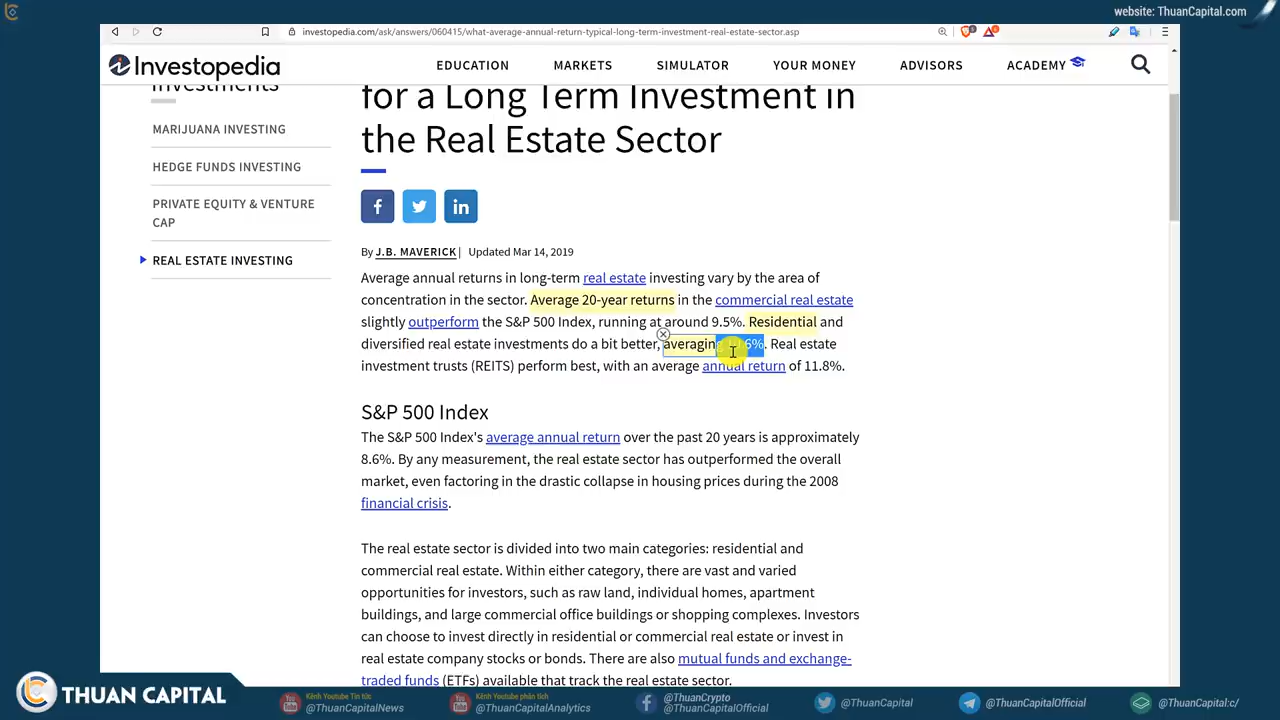 website: ThuanCapital.com
investopedia.com/ask/answers/060415/what-average-annual-return-typical-long-term-investment-real-estate-sector.asp
Investopedia
EDUCATION
MARKETS
SIMULATOR
YOUR MONEY
ADVISORS
ACADEMY
Investments
MARIJUANA INVESTING
HEDGE FUNDS INVESTING
PRIVATE EQUITY & VENTURE
CAP
REAL ESTATE INVESTING
for a Long Term Investment in
the Real Estate Sector
By J.B. MAVERICK | Updated Mar 14, 2019
Average annual returns in long-term real estate investing vary by the area of
concentration in the sector. Average 20-year returns in the commercial real estate
slightly outperform the S&P 500 Index, running at around 9.5%. Residential and
diversified real estate investments do a bit better, averaging .6%. Real estate
investment trusts (REITS) perform best, with an average annual return of 11.8%.
S&P 500 Index
The S&P 500 Index's average annual return over the past 20 years is approximately
8.6%. By any measurement, the real estate sector has outperformed the overall
market, even factoring in the drastic collapse in housing prices during the 2008
financial crisis.
The real estate sector is divided into two main categories: residential and
commercial real estate. Within either category, there are vast and varied
opportunities for investors, such as raw land, individual homes, apartment
buildings, and large commercial office buildings or shopping complexes. Investors
can choose to invest directly in residential or commercial real estate or invest in
real estate company stocks or bonds. There are also mutual funds and exchange-
traded funds (ETFs) available that track the real estate sector.
THUAN CAPITAL
Kênh Youtube Tin tức
@ThuanCapitalNews
Kênh Youtube phân tích
@ThuanCapitalAnalytics
@ThuanCrypto
@ThuanCapitalOfficial
@ThuanCapital
@ThuanCapitalOfficial
@ThuanCapital:c/